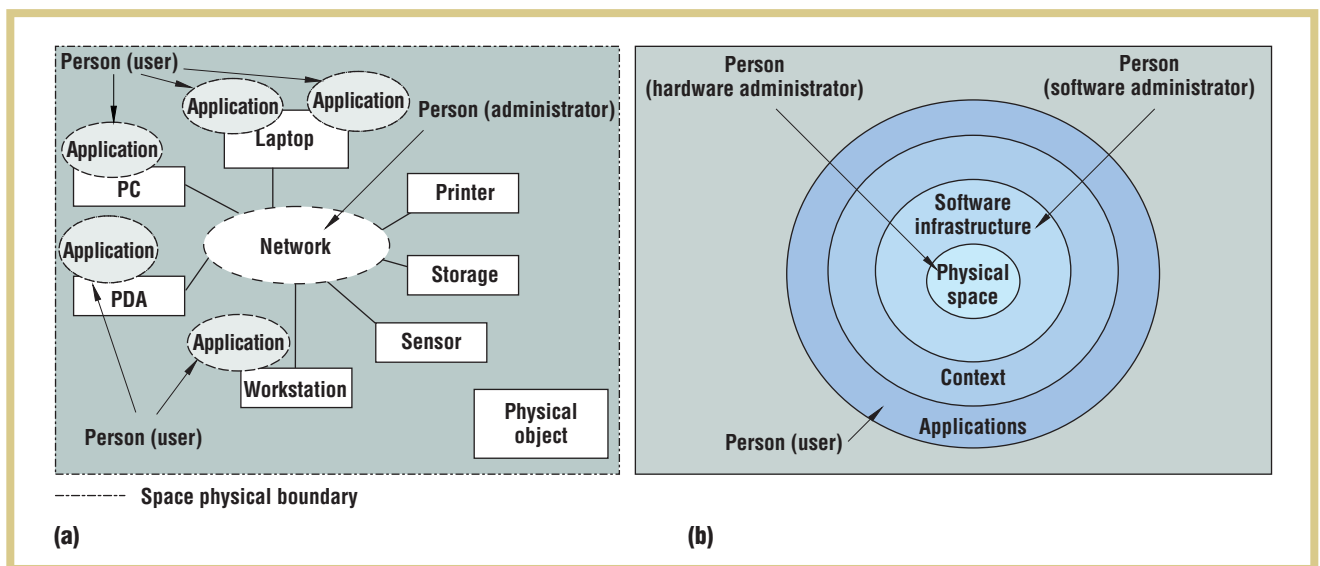 Person (user)
Application
Application
Person (administrator)
Laptop
Application
PC
Printer
Network
Application
Storage
PDA
Sensor
Application
Workstation
Physical
object
Person (user)
Space physical boundary
(a)
Person
(hardware administrator)
Person
(software administrator)
Software
infrastructure
Physical
space
Context
Applications
Person (user)
(b)